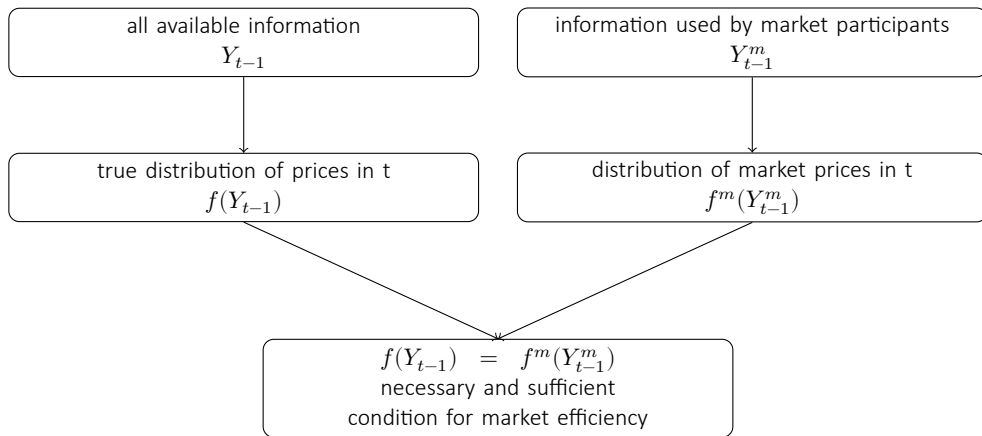 all available information
Y_{t−1}
information used by market participants
Y^m_{t−1}
true distribution of prices in t
f(Y_{t−1})
distribution of market prices in t
f^m(Y^m_{t−1})
f(Y_{t−1}) = f^m(Y^m_{t−1})
necessary and sufficient
condition for market efficiency